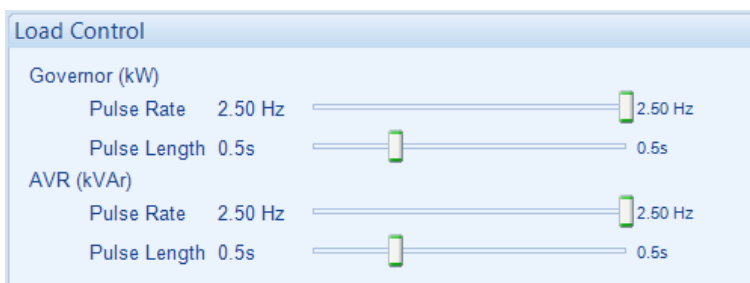 Load Control
Governor (kW)
Pulse Rate 2.50 Hz 2.50 Hz
Pulse Length 0.5s 0.5s
AVR (kVAr)
Pulse Rate 2.50 Hz 2.50 Hz
Pulse Length 0.5s 0.5s